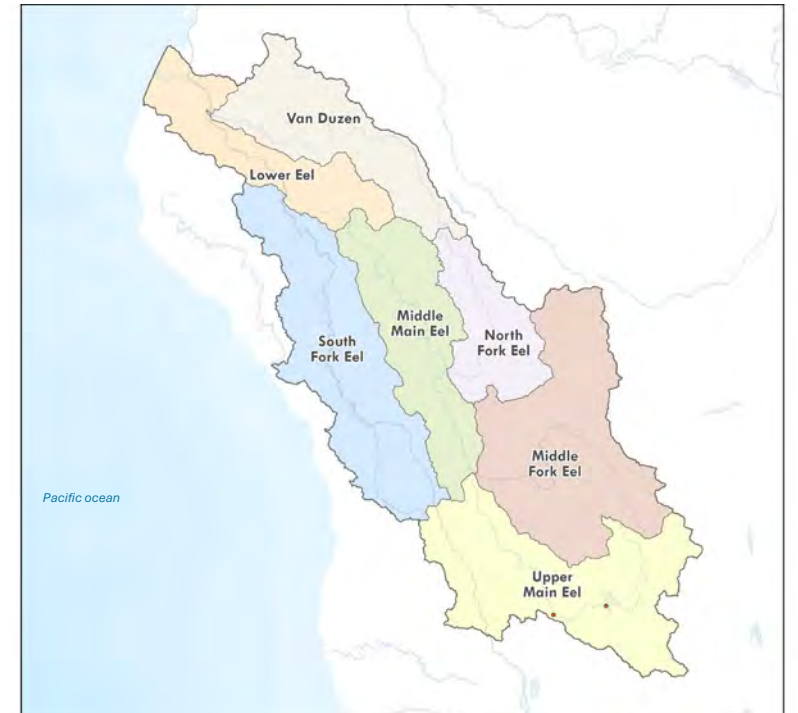 Van Duzen
Lower Eel
Middle
Main Eel
South
Fork Eel
North
Fork Eel
Middle
Fork Eel
Pacific ocean
Upper
Main Eel